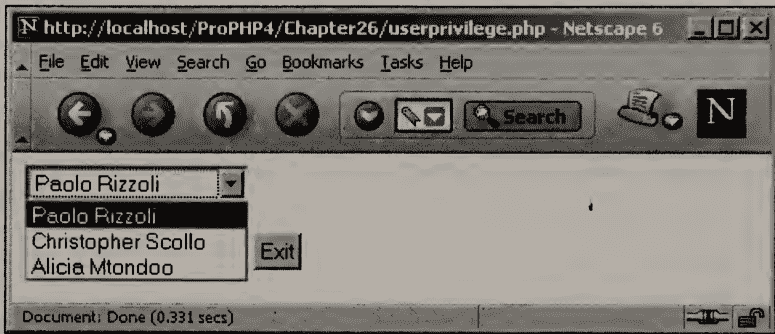 N http://localhost/ProPHP4/Chapter26/userprivilege.php - Netscape 6
File Edit View Search Go Bookmarks Tasks Help
Search N
Paolo Rizzoli
Paolo Rizzoli
Christopher Scollo
Alicia Mtondoo
Exit
Document: Done (0.331 secs)